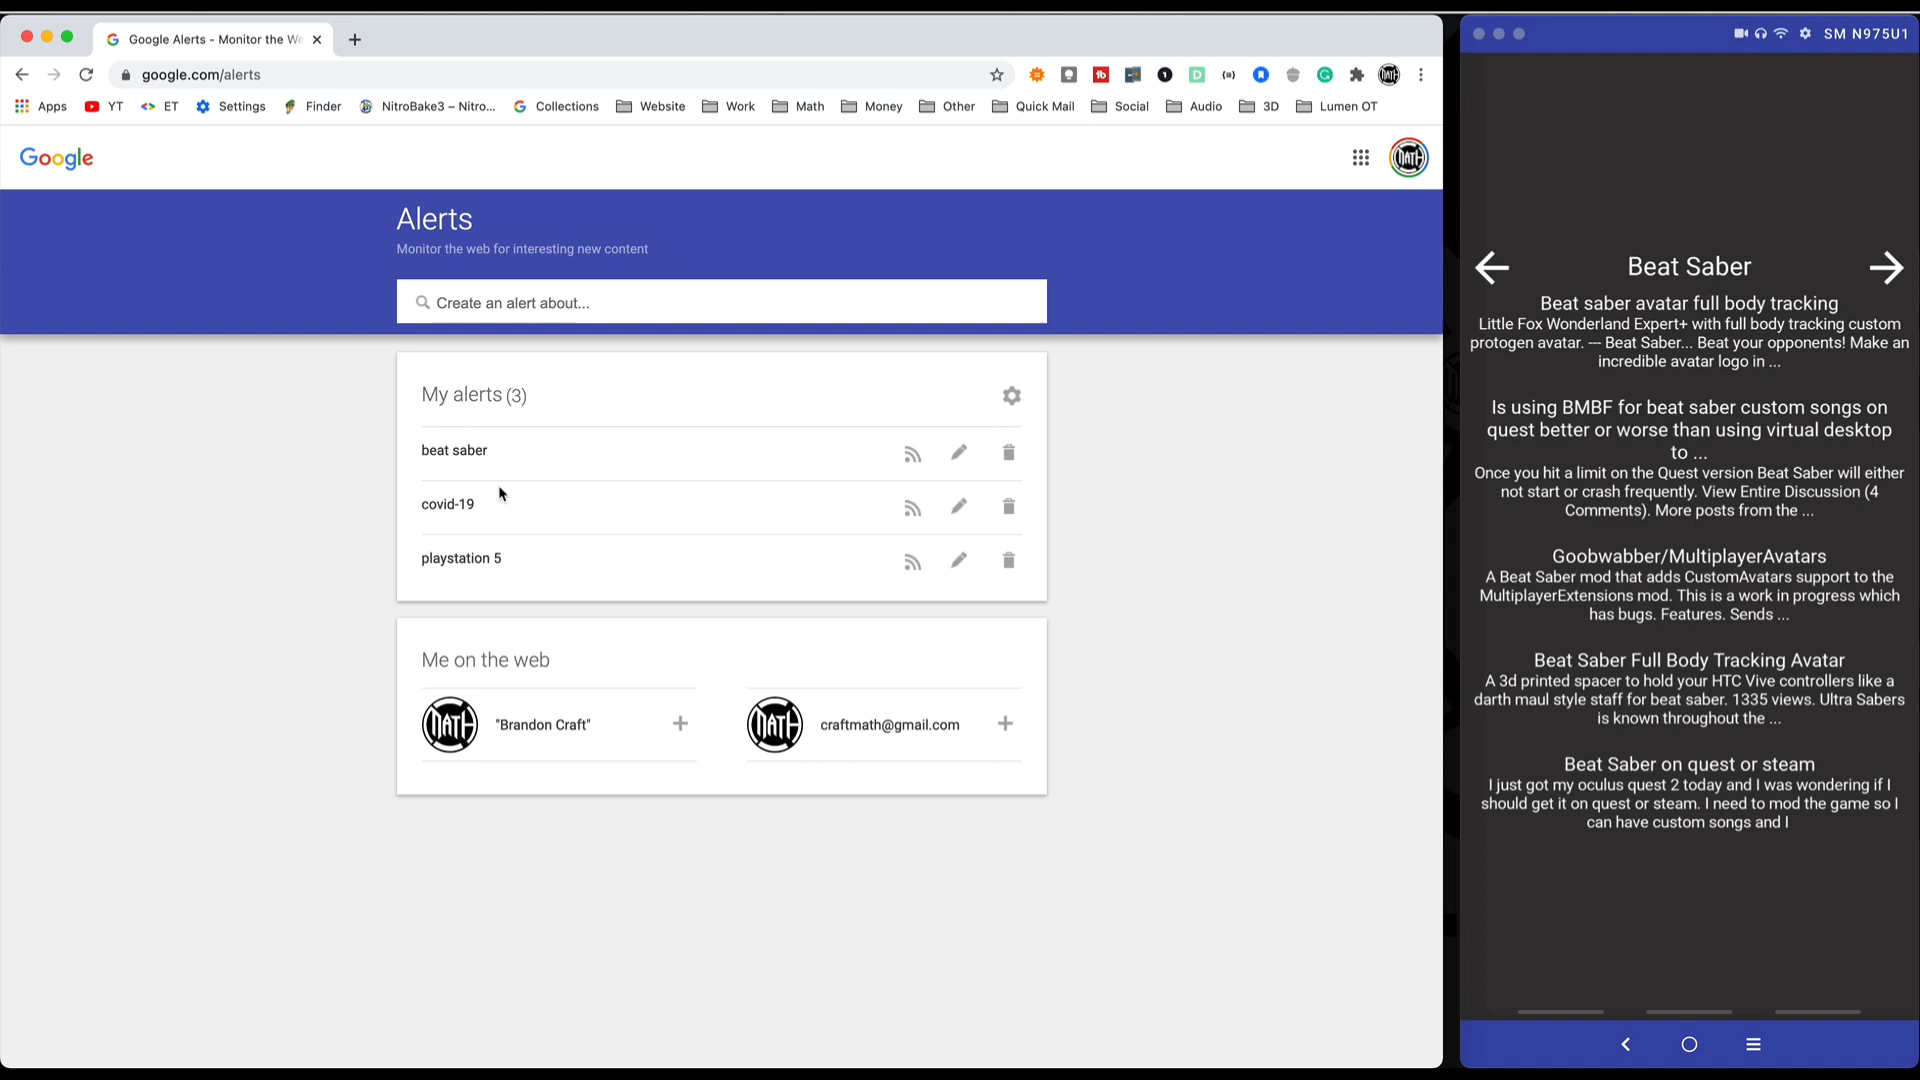 Google Alerts - Monitor the We
google.com/alerts
Apps YT ET Settings Finder NitroBake3 – Nitro... Collections Website Work Math Money Other Quick Mail Social Audio 3D Lumen OT
Google
MATH
Alerts
Monitor the web for interesting new content
Create an alert about...
My alerts (3)
beat saber
covid-19
playstation 5
Me on the web
MATH "Brandon Craft"
MATH craftmath@gmail.com
SM N975U1
Beat Saber
Beat saber avatar full body tracking
Little Fox Wonderland Expert+ with full body tracking custom
protogen avatar. --- Beat Saber... Beat your opponents! Make an
incredible avatar logo in ...
Is using BMBF for beat saber custom songs on
quest better or worse than using virtual desktop
to ...
Once you hit a limit on the Quest version Beat Saber will either
not start or crash frequently. View Entire Discussion (4
Comments). More posts from the ...
Goobwabber/MultiplayerAvatars
A Beat Saber mod that adds CustomAvatars support to the
MultiplayerExtensions mod. This is a work in progress which
has bugs. Features. Sends ...
Beat Saber Full Body Tracking Avatar
A 3d printed spacer to hold your HTC Vive controllers like a
darth maul style staff for beat saber. 1335 views. Ultra Sabers
is known throughout the ...
Beat Saber on quest or steam
I just got my oculus quest 2 today and I was wondering if I
should get it on quest or steam. I need to mod the game so I
can have custom songs and I